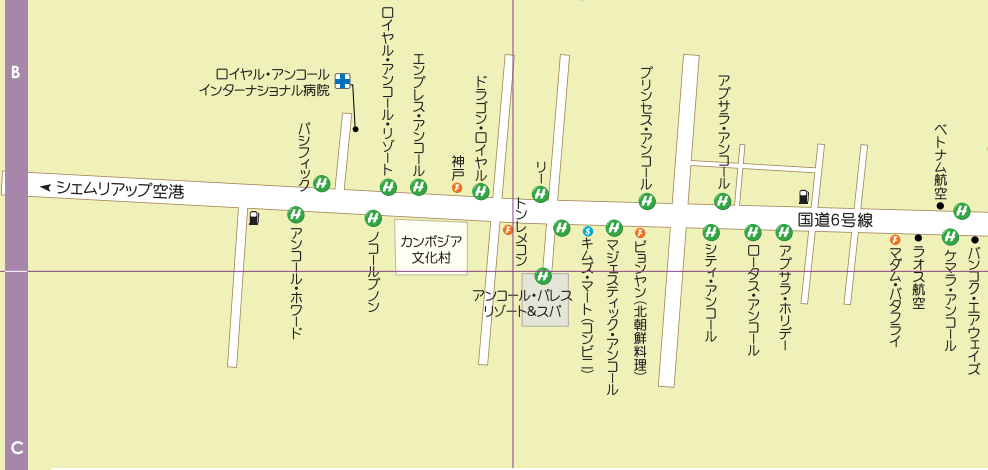 B
ロイヤル・アンコール
インターナショナル病院
パシフィック
ロイヤル・アンコール・リゾート
エンプレス・アンコール
神戸
ドラゴン・ロイヤル
リー
プリンセス・アンコール
アプサラ・アンコール
ベトナム航空
シェムリアップ空港
国道6号線
アンコール・ホワード
ノコールプノン
カンボジア
文化村
トンレメコン
アンコール・パレス
リゾート&スパ
キムズ・マート(コンビニ)
マジェスティック・アンコール
ピョンヤン(北朝鮮料理)
シティ・アンコール
ロータス・アンコール
アプサラ・ホリデー
マダム・バタフライ
ラオス航空
ケマラ・アンコール
バンコク・エアウェイズ
C